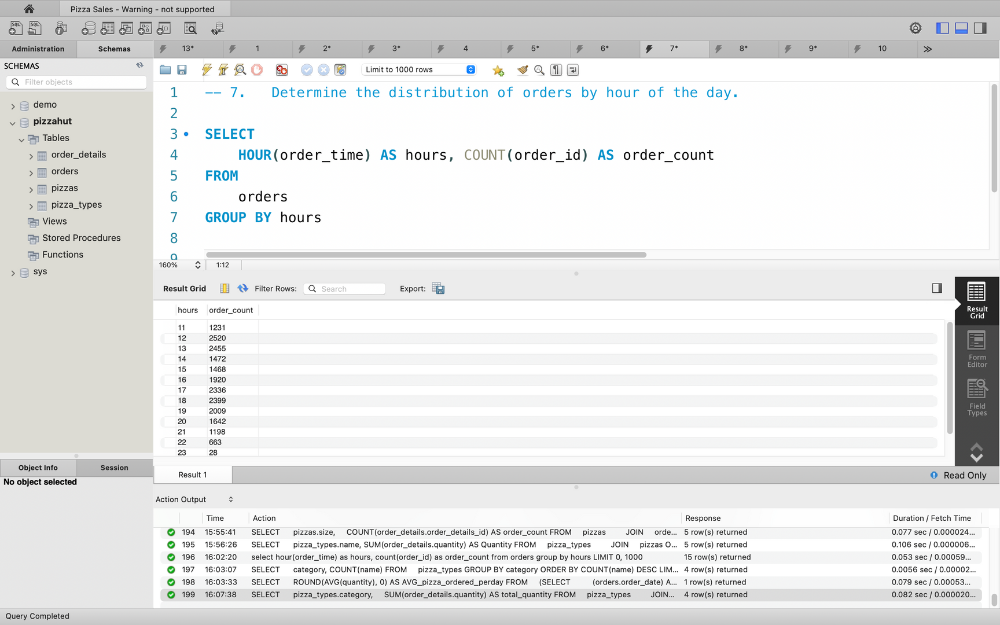 Pizza Sales - Warning - not supported
Administration Schemas 13* 1 2* 3* 4 5* 6* 7* 8* 9* 10
SCHEMAS
Filter objects
Limit to 1000 rows
demo
pizzahut
Tables
order_details
orders
pizzas
pizza_types
Views
Stored Procedures
Functions
sys
1 -- 7. Determine the distribution of orders by hour of the day.
2
3 SELECT
4 HOUR(order_time) AS hours, COUNT(order_id) AS order_count
5 FROM
6 orders
7 GROUP BY hours
8
9
160% 1:12
Result Grid Filter Rows: Search Export:
hours order_count
11 1231
12 2520
13 2455
14 1472
15 1468
16 1920
17 2336
18 2399
19 2009
20 1642
21 1198
22 663
23 28
Result Grid
Form Editor
Field Types
Result 1 Read Only
Object Info Session
No object selected
Action Output
Time Action Response Duration / Fetch Time
194 15:55:41 SELECT pizzas.size, COUNT(order_details.order_details_id) AS order_count FROM pizzas JOIN orde... 5 row(s) returned 0.077 sec / 0.000024...
195 15:56:26 SELECT pizza_types.name, SUM(order_details.quantity) AS Quantity FROM pizza_types JOIN pizzas O... 5 row(s) returned 0.106 sec / 0.000006...
196 16:02:20 select hour(order_time) as hours, count(order_id) as order_count from orders group by hours LIMIT 0, 1000 15 row(s) returned 0.053 sec / 0.00059...
197 16:03:07 SELECT category, COUNT(name) FROM pizza_types GROUP BY category ORDER BY COUNT(name) DESC LIM... 4 row(s) returned 0.0056 sec / 0.00002...
198 16:03:33 SELECT ROUND(AVG(quantity), 0) AS AVG_pizza_ordered_perday FROM (SELECT (orders.order_date) A... 1 row(s) returned 0.079 sec / 0.00053...
199 16:07:38 SELECT pizza_types.category, SUM(order_details.quantity) AS total_quantity FROM pizza_types JOIN... 4 row(s) returned 0.082 sec / 0.000020...
Query Completed